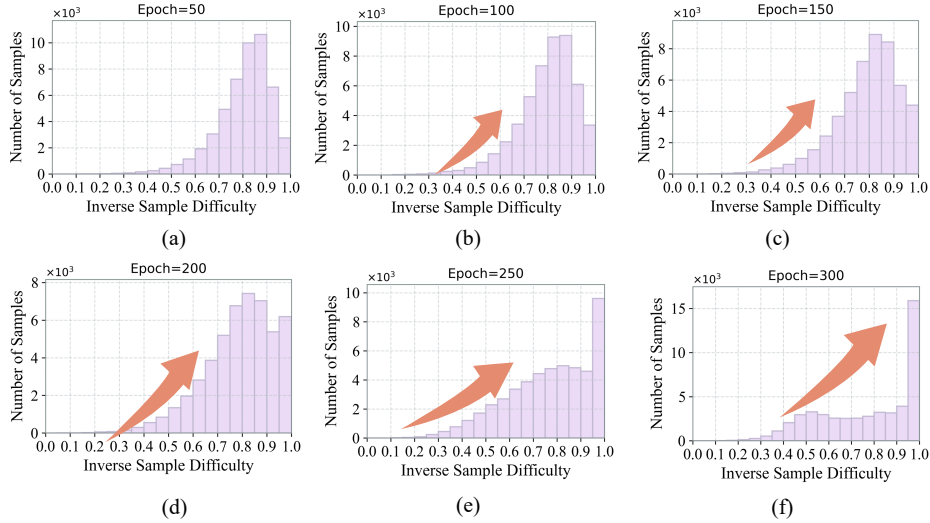 ×10³ Epoch=50
Number of Samples
10
8
6
4
2
0
0.0 0.1 0.2 0.3 0.4 0.5 0.6 0.7 0.8 0.9 1.0
Inverse Sample Difficulty
(a)
×10³ Epoch=100
Number of Samples
10
8
6
4
2
0
0.0 0.1 0.2 0.3 0.4 0.5 0.6 0.7 0.8 0.9 1.0
Inverse Sample Difficulty
(b)
×10³ Epoch=150
Number of Samples
8
6
4
2
0
0.0 0.1 0.2 0.3 0.4 0.5 0.6 0.7 0.8 0.9 1.0
Inverse Sample Difficulty
(c)
×10³ Epoch=200
Number of Samples
8
6
4
2
0
0.0 0.1 0.2 0.3 0.4 0.5 0.6 0.7 0.8 0.9 1.0
Inverse Sample Difficulty
(d)
×10³ Epoch=250
Number of Samples
10
8
6
4
2
0
0.0 0.1 0.2 0.3 0.4 0.5 0.6 0.7 0.8 0.9 1.0
Inverse Sample Difficulty
(e)
×10³ Epoch=300
Number of Samples
15
10
5
0
0.0 0.1 0.2 0.3 0.4 0.5 0.6 0.7 0.8 0.9 1.0
Inverse Sample Difficulty
(f)